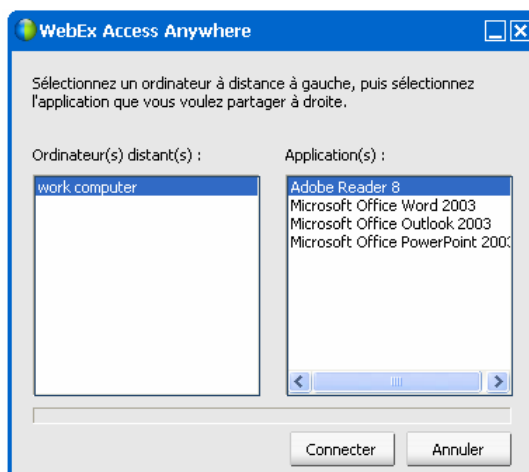 WebEx Access Anywhere
Sélectionnez un ordinateur à distance à gauche, puis sélectionnez
l'application que vous voulez partager à droite.
Ordinateur(s) distant(s) :
Application(s) :
work computer
Adobe Reader 8
Microsoft Office Word 2003
Microsoft Office Outlook 2003
Microsoft Office PowerPoint 2003
Connecter
Annuler